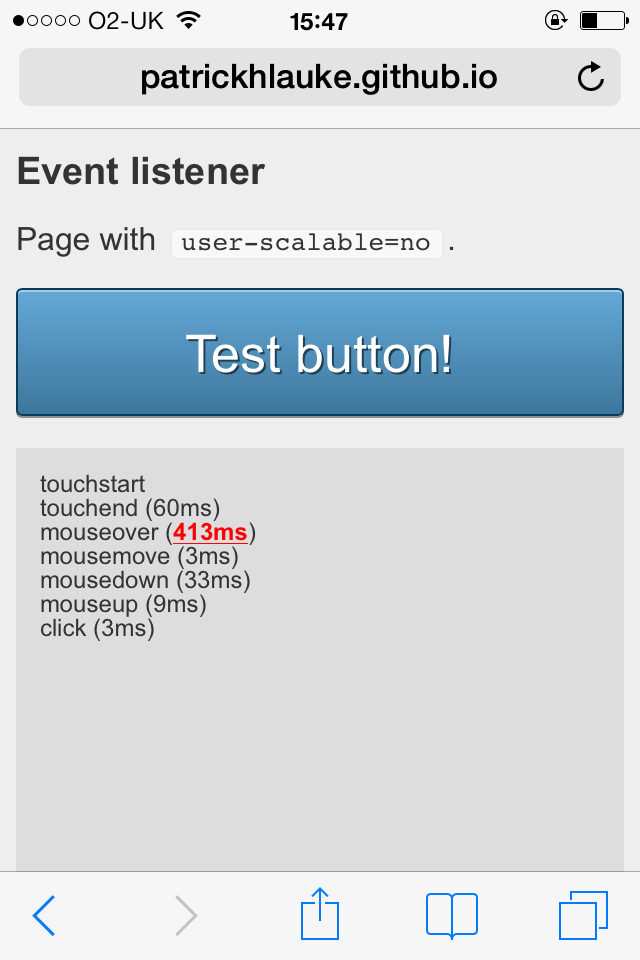 O2-UK 15:47
patrickhlauke.github.io
Event listener
Page with user-scalable=no .
Test button!
touchstart
touchend (60ms)
mouseover (413ms)
mousemove (3ms)
mousedown (33ms)
mouseup (9ms)
click (3ms)